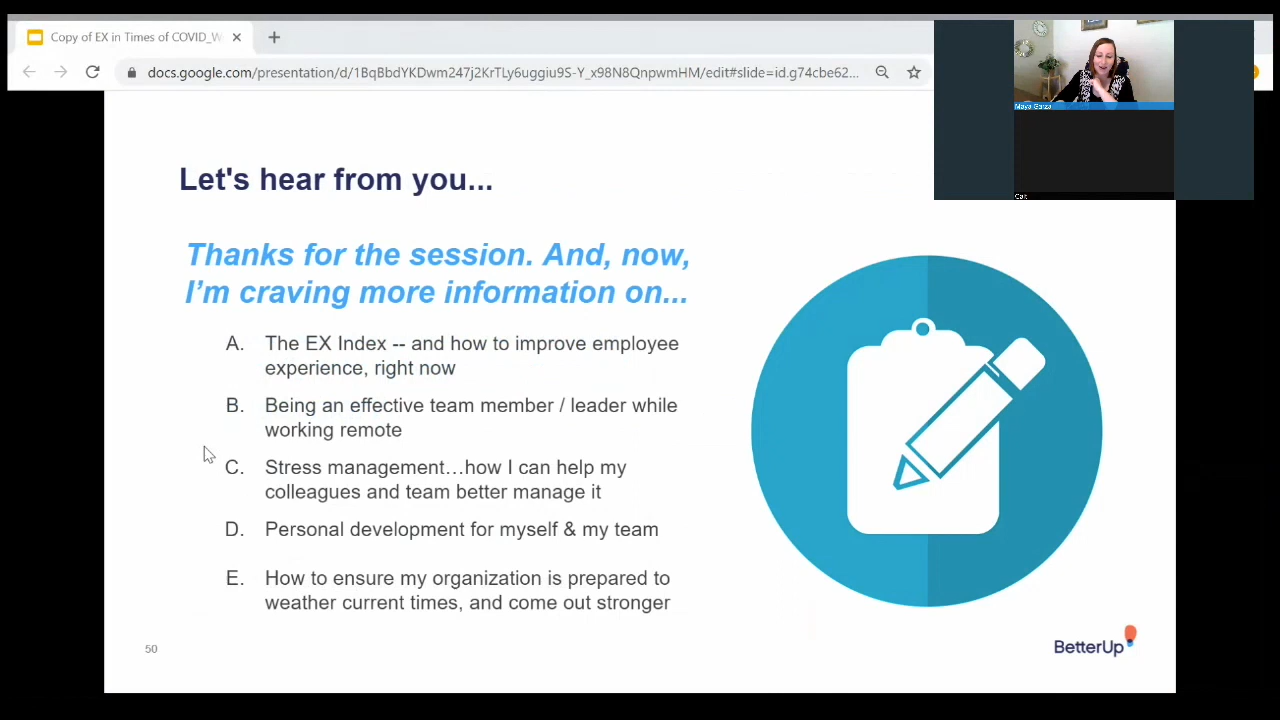 Copy of EX in Times of COVID_W
docs.google.com/presentation/d/1BqBbbYKDwm247j2KrTLy6uggiu9S-Y_x98N8QnpwmHM/edit#slide=id.g74cbe62...
Maya Garza
Cait
Let's hear from you...
Thanks for the session. And, now,
I’m craving more information on...
A. The EX Index -- and how to improve employee
experience, right now
B. Being an effective team member / leader while
working remote
C. Stress management…how I can help my
colleagues and team better manage it
D. Personal development for myself & my team
E. How to ensure my organization is prepared to
weather current times, and come out stronger
50
BetterUp